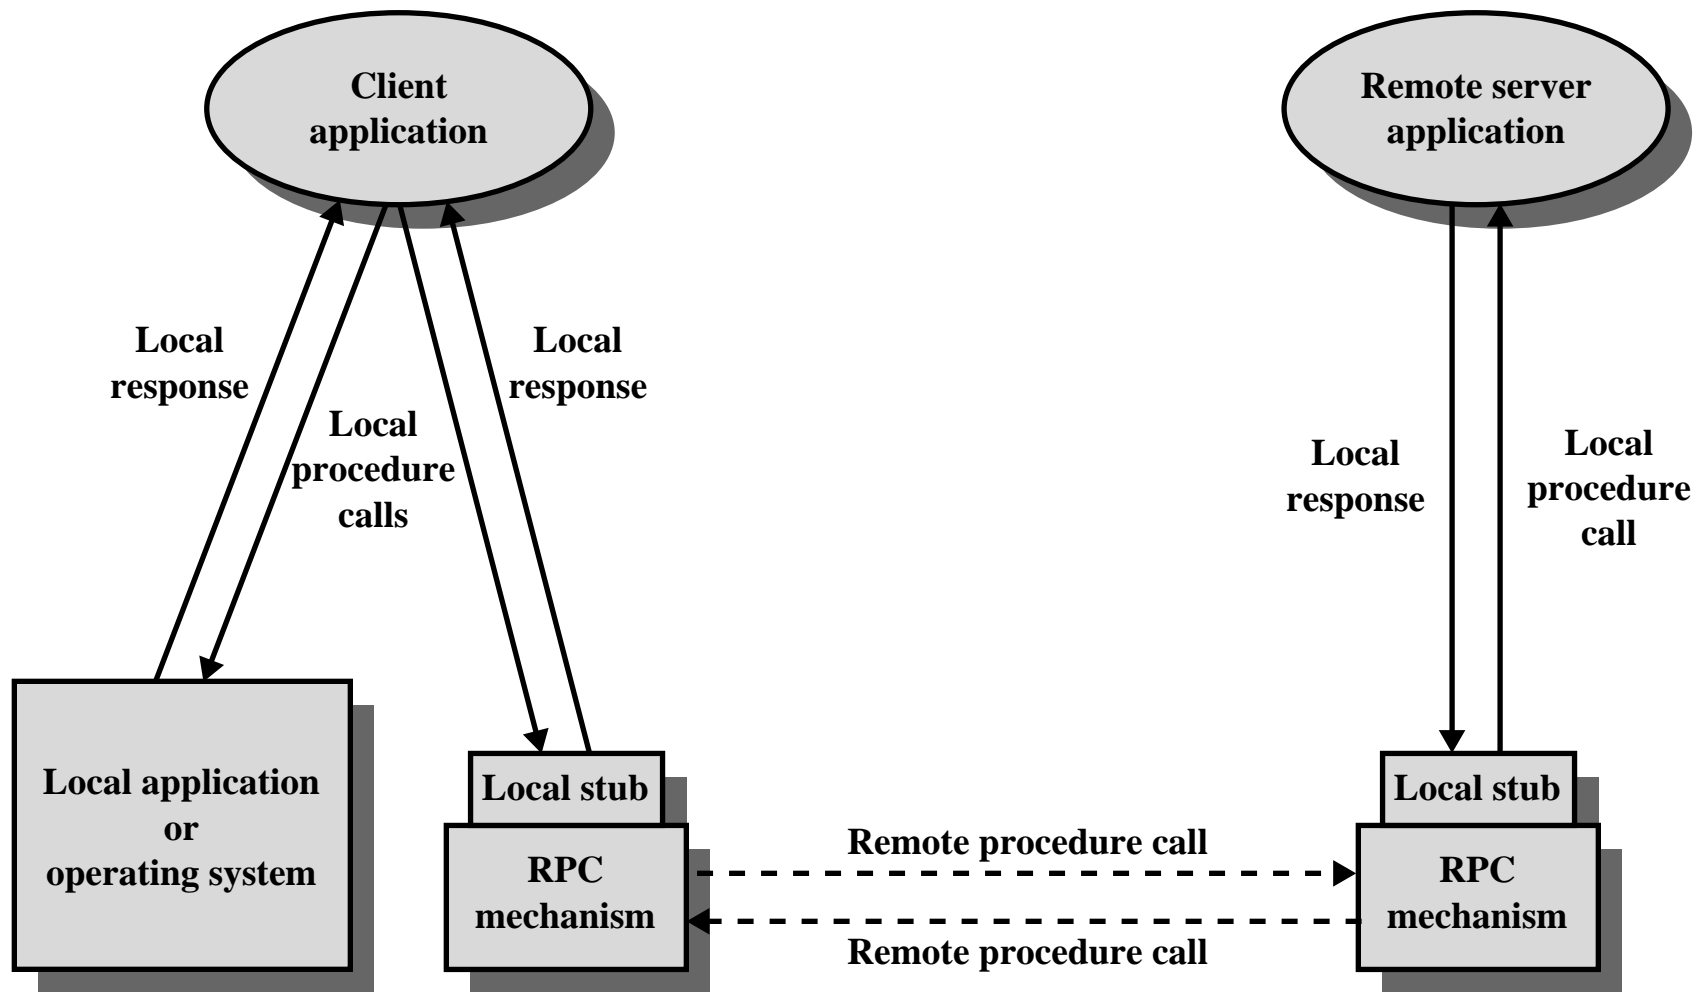 Client
application
Remote server
application
Local
response
Local
procedure
calls
Local
response
Local
response
Local
procedure
call
Local application
or
operating system
Local stub
RPC
mechanism
Remote procedure call
Remote procedure call
Local stub
RPC
mechanism